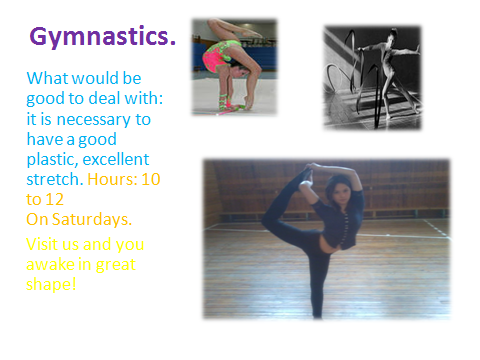 Gymnastics.
What would be
good to deal with:
it is necessary to
have a good
plastic, excellent
stretch. Hours: 10
to 12
On Saturdays.
Visit us and you
awake in great
shape!